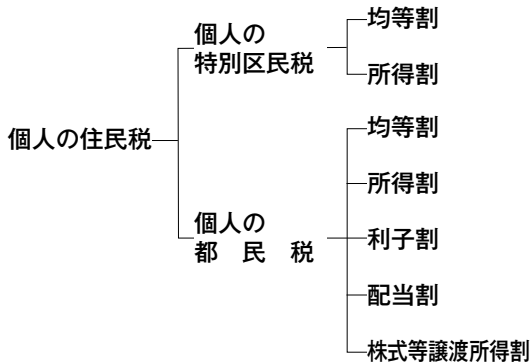 個人の住民税
個人の
特別区民税
均等割
所得割
個人の
都　民　税
均等割
所得割
利子割
配当割
株式等譲渡所得割